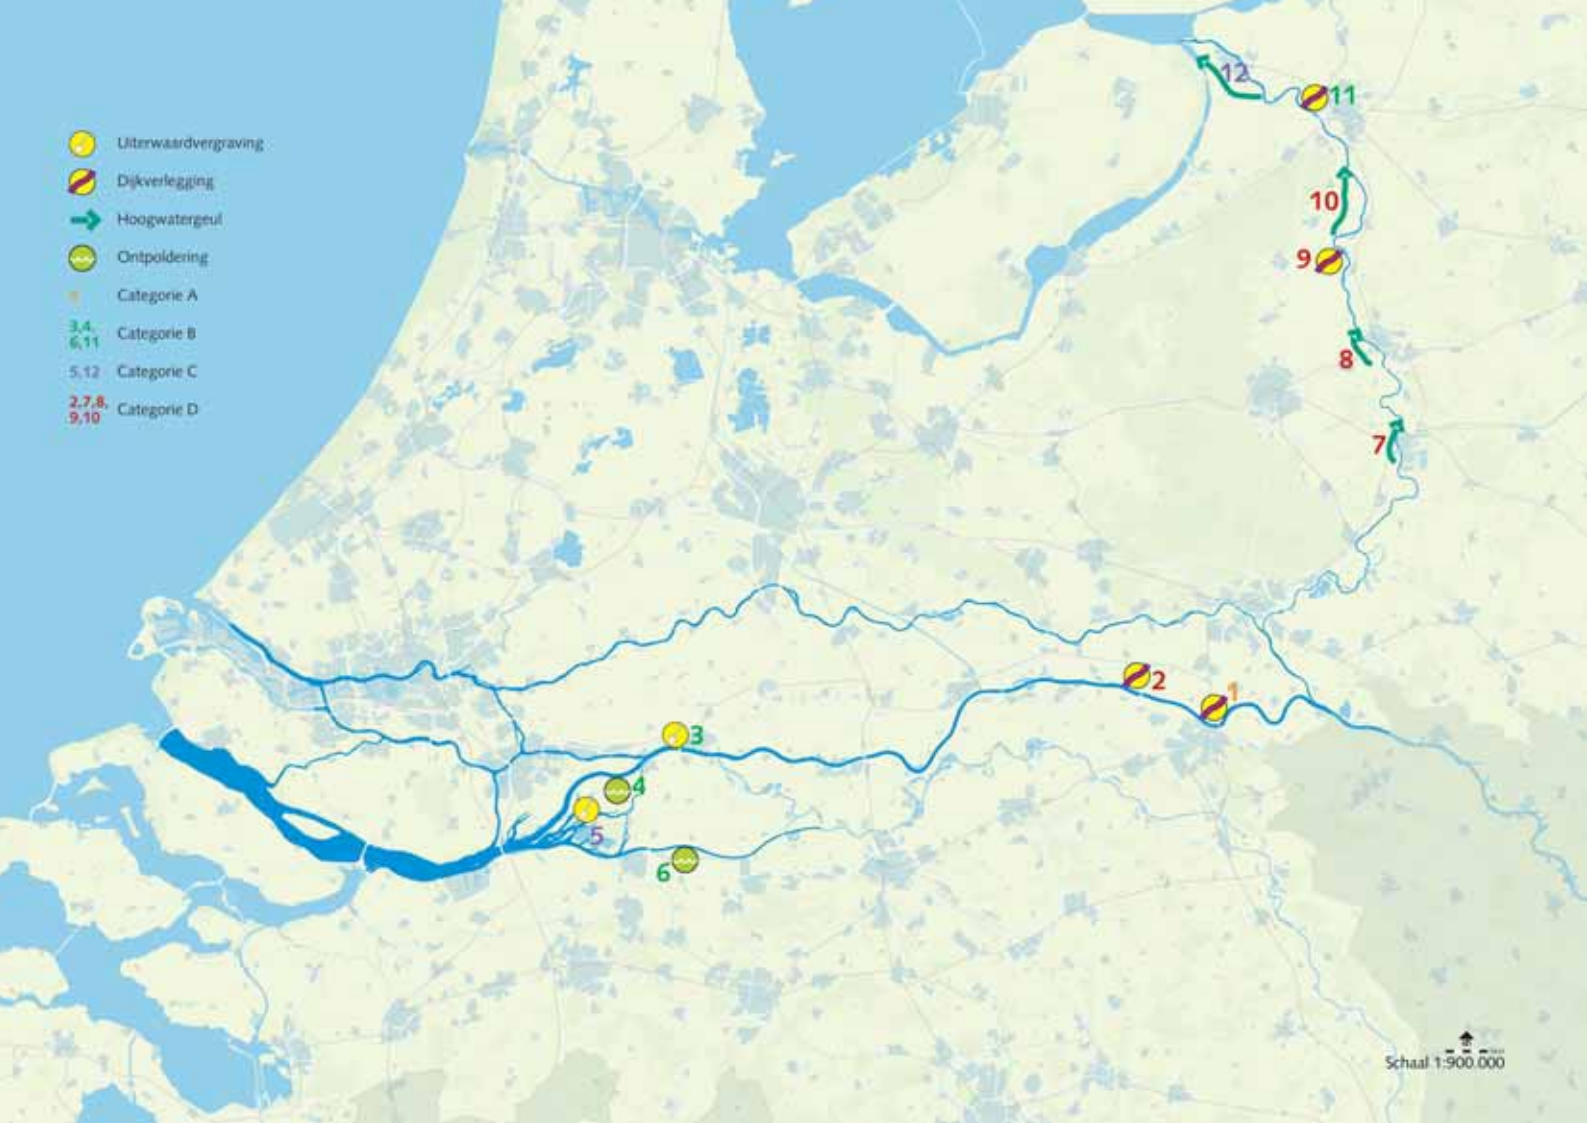 Uiterwaardvergraving
Dijkverlegging
Hoogwatergeul
Ontpoldering
Categorie A
3,4,
6,11
Categorie B
5,12 Categorie C
2,7,8,
9,10
Categorie D
12
11
10
9
8
7
2
1
3
4
5
6
Schaal 1:900.000